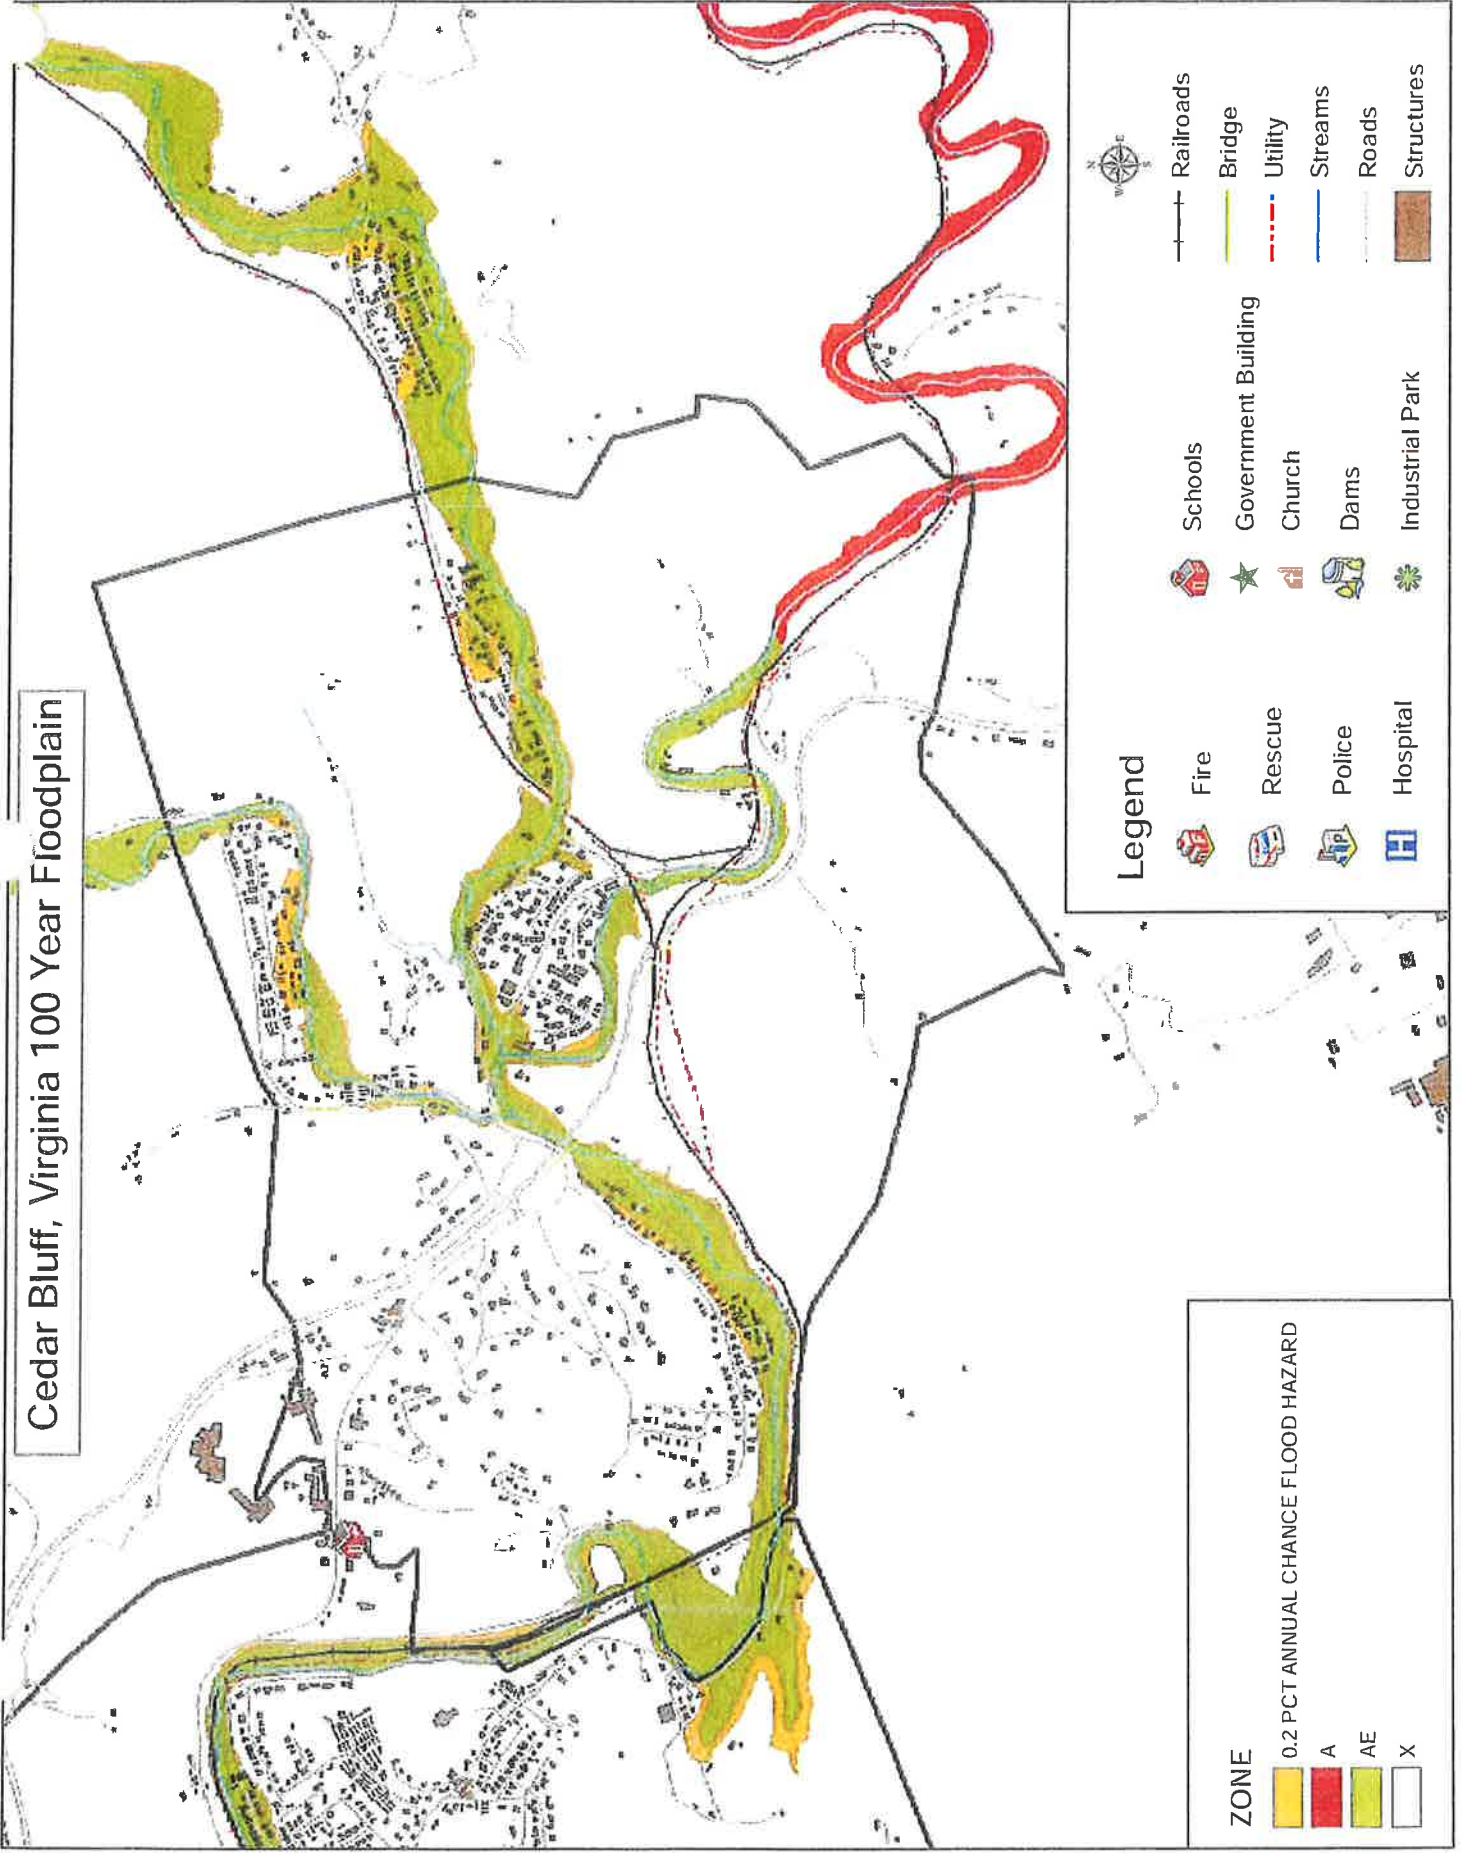 Cedar Bluff, Virginia 100 Year Floodplain
Legend
Fire
Rescue
Police
Hospital
Schools
Government Building
Church
Dams
Industrial Park
Railroads
Bridge
Utility
Streams
Roads
Structures
N
W
E
S
ZONE
0.2 PCT ANNUAL CHANCE FLOOD HAZARD
A
AE
X